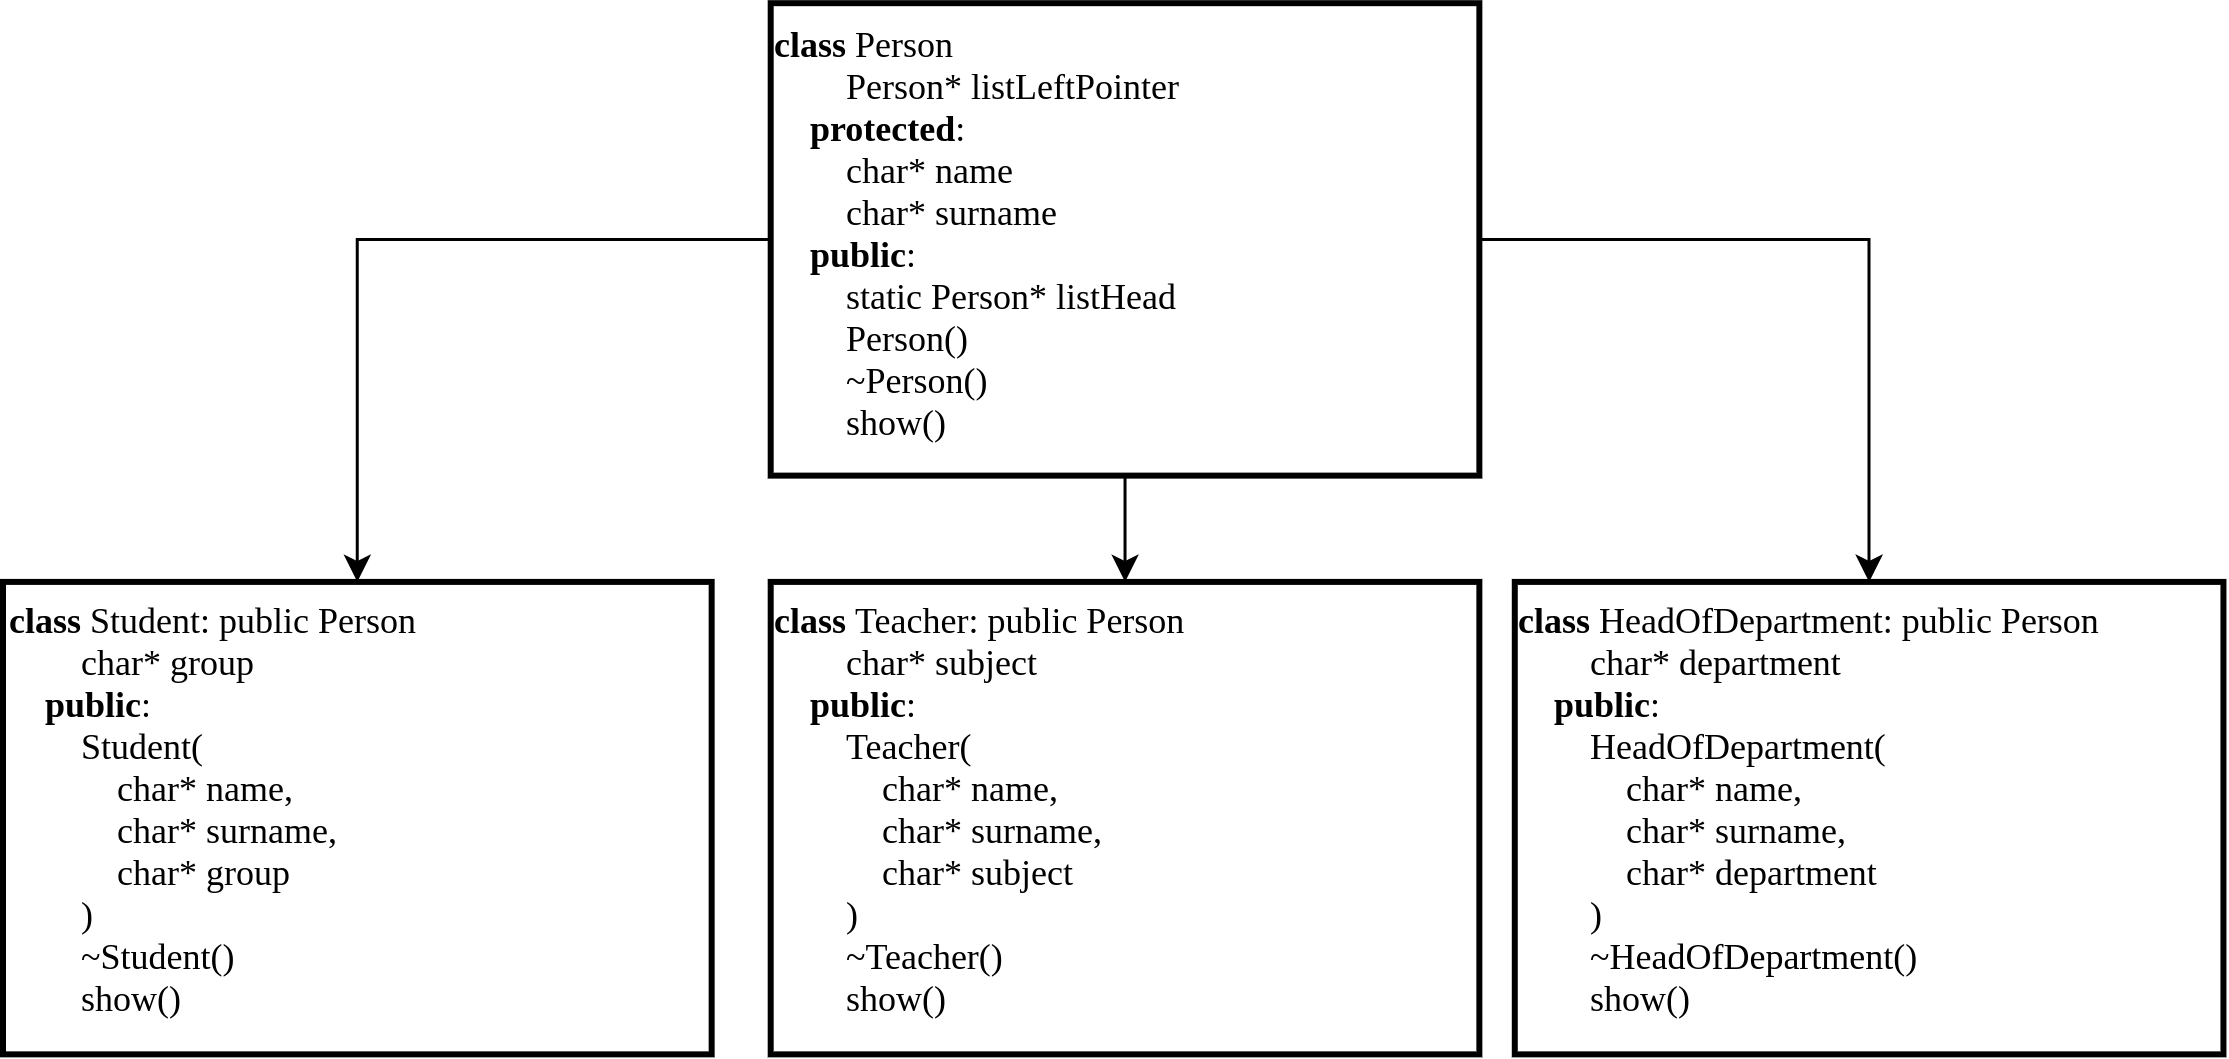 class Person
Person* listLeftPointer
protected:
char* name
char* surname
public:
static Person* listHead
Person()
~Person()
show()
class Student: public Person
char* group
public:
Student(
char* name,
char* surname,
char* group
)
~Student()
show()
class Teacher: public Person
char* subject
public:
Teacher(
char* name,
char* surname,
char* subject
)
~Teacher()
show()
class HeadOfDepartment: public Person
char* department
public:
HeadOfDepartment(
char* name,
char* surname,
char* department
)
~HeadOfDepartment()
show()